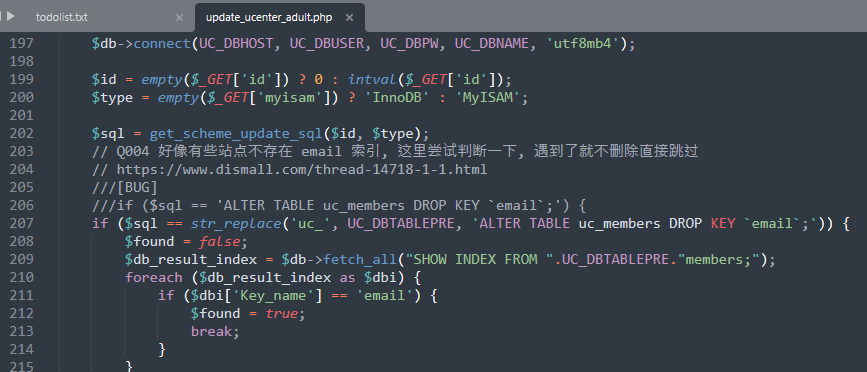 todolist.txt × update_ucenter_adult.php ×
197 $db->connect(UC_DBHOST, UC_DBUSER, UC_DBPW, UC_DBNAME, 'utf8mb4');
198
199 $id = empty($_GET['id']) ? 0 : intval($_GET['id']);
200 $type = empty($_GET['myisam']) ? 'InnoDB' : 'MyISAM';
201
202 $sql = get_scheme_update_sql($id, $type);
203 // Q004 好像有些站点不存在 email 索引, 这里尝试判断一下, 遇到了就不删除直接跳过
204 // https://www.dismall.com/thread-14718-1-1.html
205 ///[BUG]
206 ///if ($sql == 'ALTER TABLE uc_members DROP KEY `email`;') {
207 if ($sql == str_replace('uc_', UC_DBTABLEPRE, 'ALTER TABLE uc_members DROP KEY `email`;')) {
208 $found = false;
209 $db_result_index = $db->fetch_all("SHOW INDEX FROM ".UC_DBTABLEPRE."members;");
210 foreach ($db_result_index as $dbi) {
211 if ($dbi['Key_name'] == 'email') {
212 $found = true;
213 break;
214 }
215 }